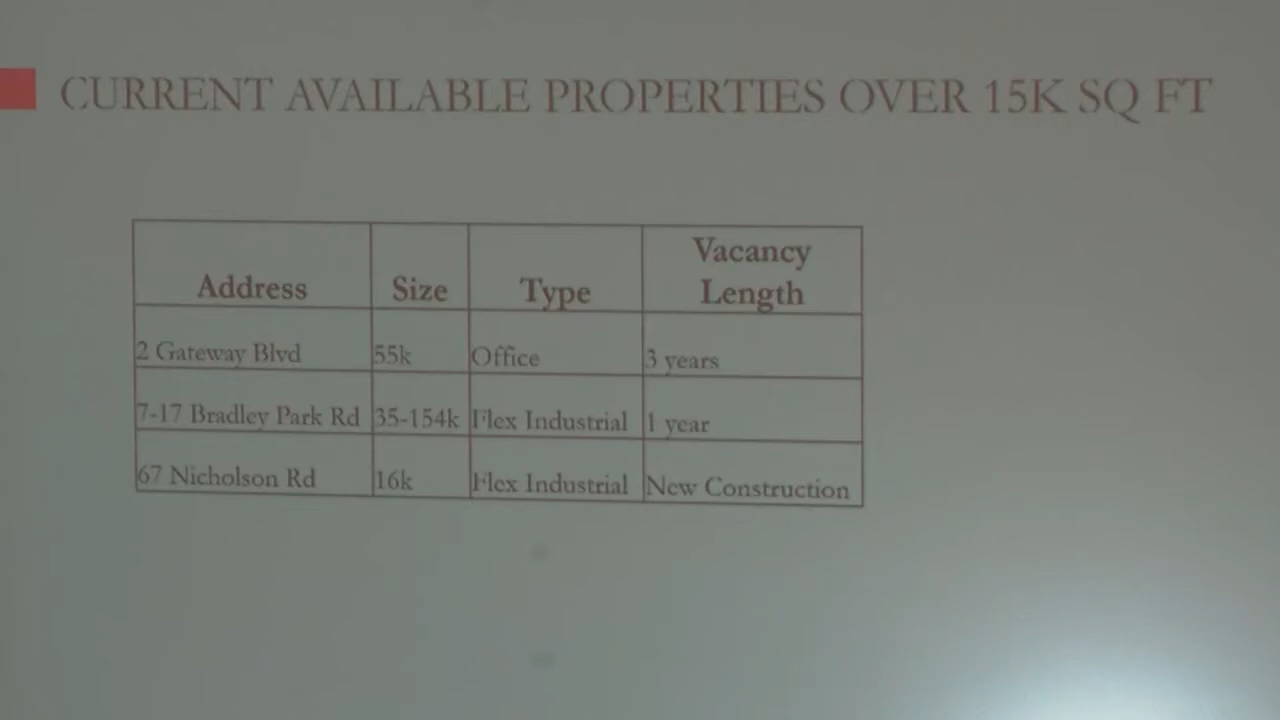 CURRENT AVAILABLE PROPERTIES OVER 15K SQ FT
Address Size Type Vacancy Length
2 Gateway Blvd 55k Office 3 years
7-17 Bradley Park Rd 35-154k Flex Industrial 1 year
67 Nicholson Rd 16k Flex Industrial New Construction